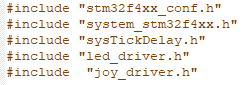 #include "stm32f4xx_conf.h"
#include "system_stm32f4xx.h"
#include "sysTickDelay.h"
#include "led_driver.h"
#include  "joy_driver.h"